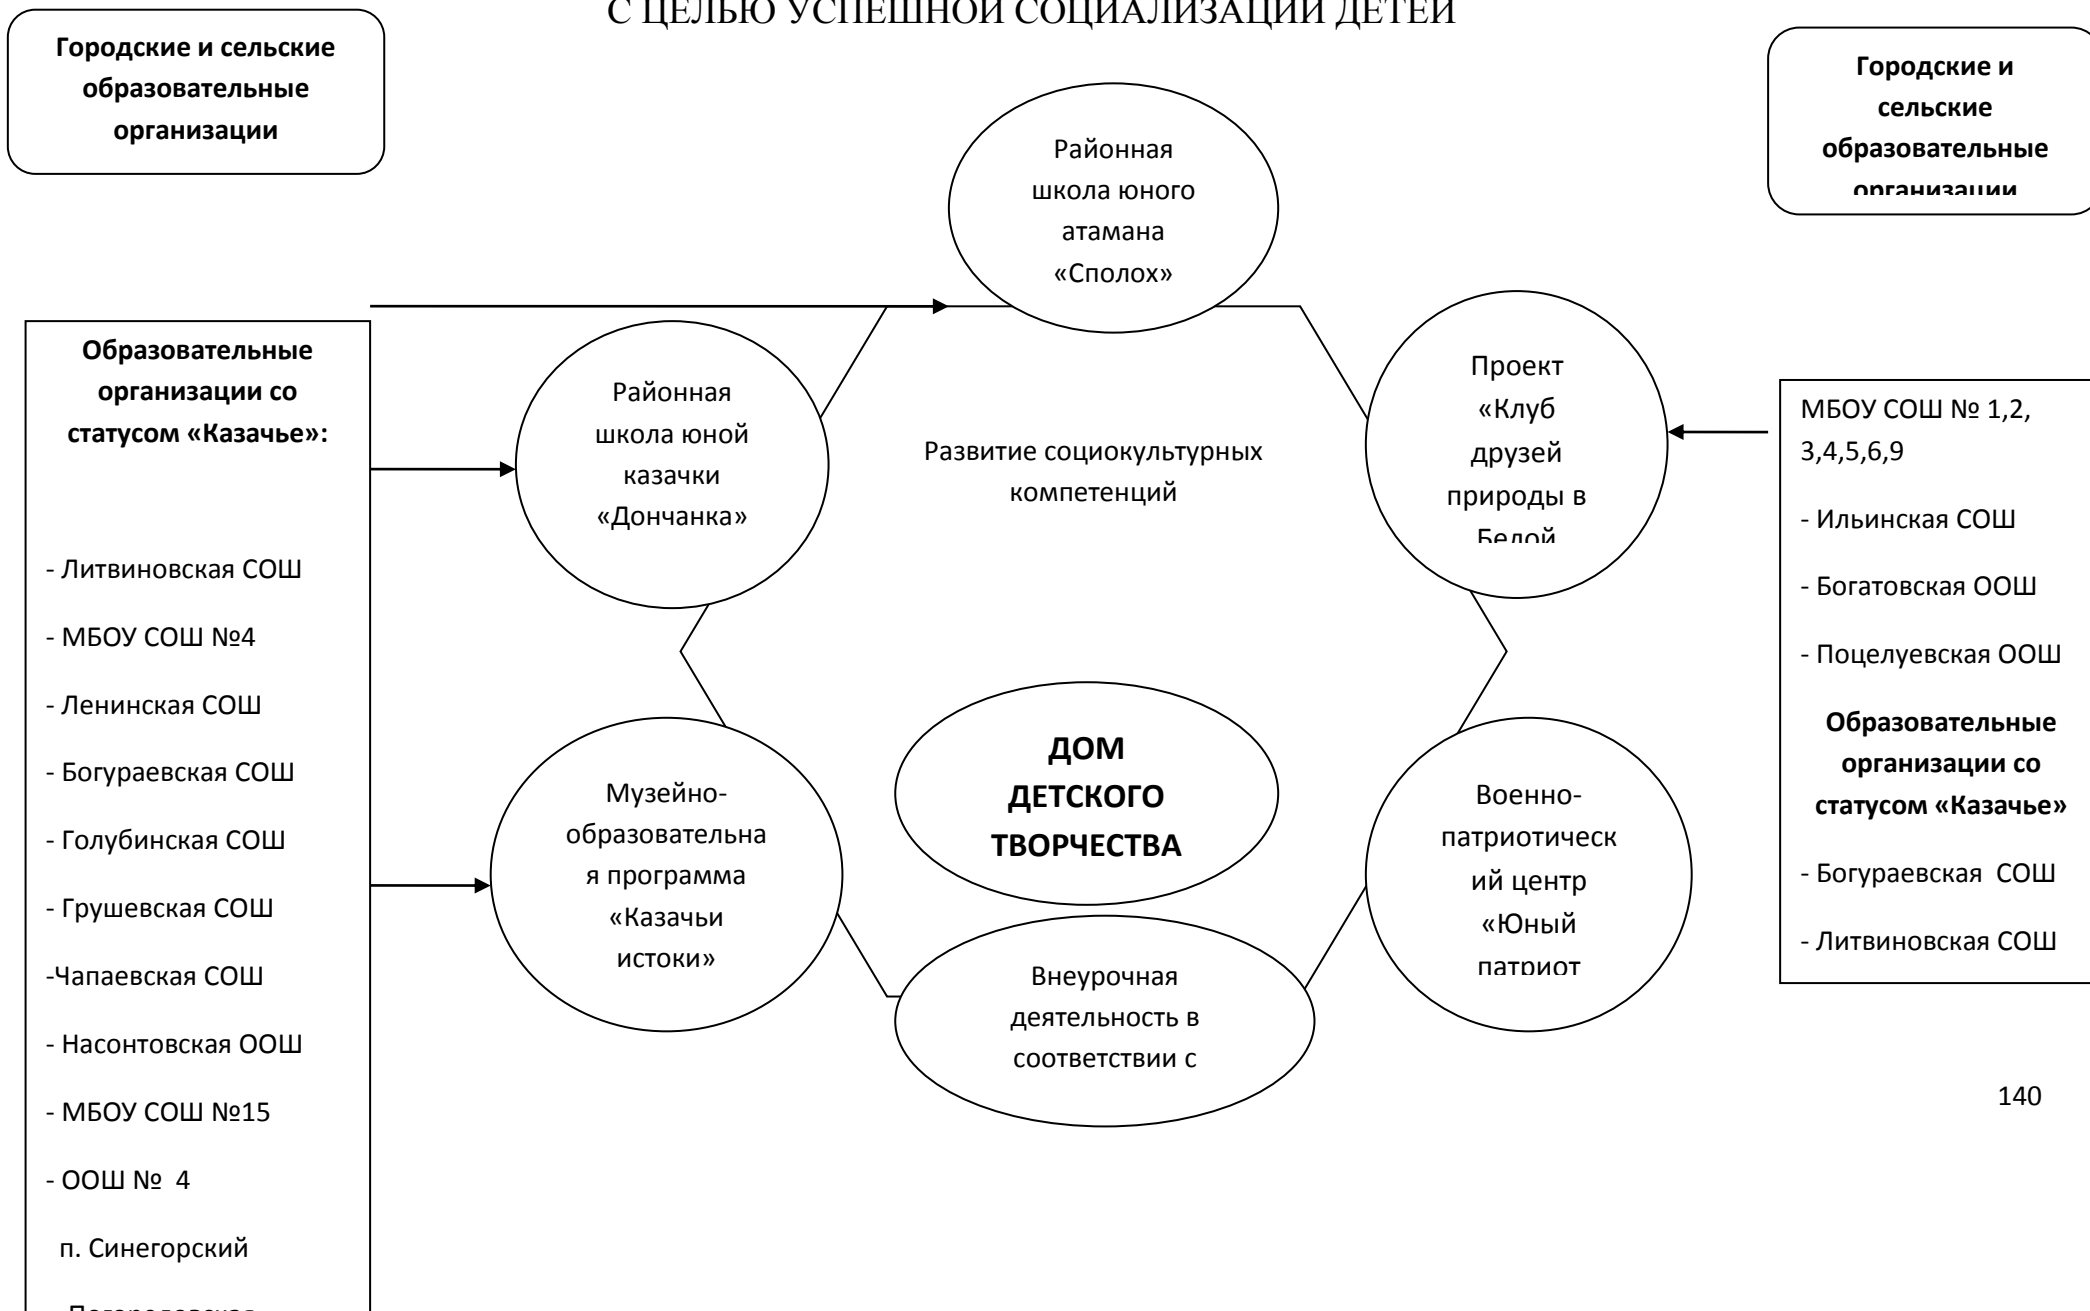 С ЦЕЛЬЮ УСПЕШНОЙ СОЦИАЛИЗАЦИИ ДЕТЕЙ
Городские и сельские
образовательные
организации
Городские и
сельские
образовательные
организации
Районная
школа юного
атамана
«Сполох»
Образовательные
организации со
статусом «Казачье»:
- Литвиновская СОШ
- МБОУ СОШ №4
- Ленинская СОШ
- Богураевская СОШ
- Голубинская СОШ
- Грушевская СОШ
-Чапаевская СОШ
- Насонтовская ООШ
- МБОУ СОШ №15
- ООШ № 4
п. Синегорский
Районная
школа юной
казачки
«Дончанка»
Развитие социокультурных
компетенций
Проект
«Клуб
друзей
природы в
Белой
МБОУ СОШ № 1,2,
3,4,5,6,9
- Ильинская СОШ
- Богатовская ООШ
- Поцелуевская ООШ
Образовательные
организации со
статусом «Казачье»
- Богураевская СОШ
- Литвиновская СОШ
Музейно-
образовательна
я программа
«Казачьи
истоки»
ДОМ
ДЕТСКОГО
ТВОРЧЕСТВА
Военно-
патриотическ
ий центр
«Юный
патриот
Внеурочная
деятельность в
соответствии с
140